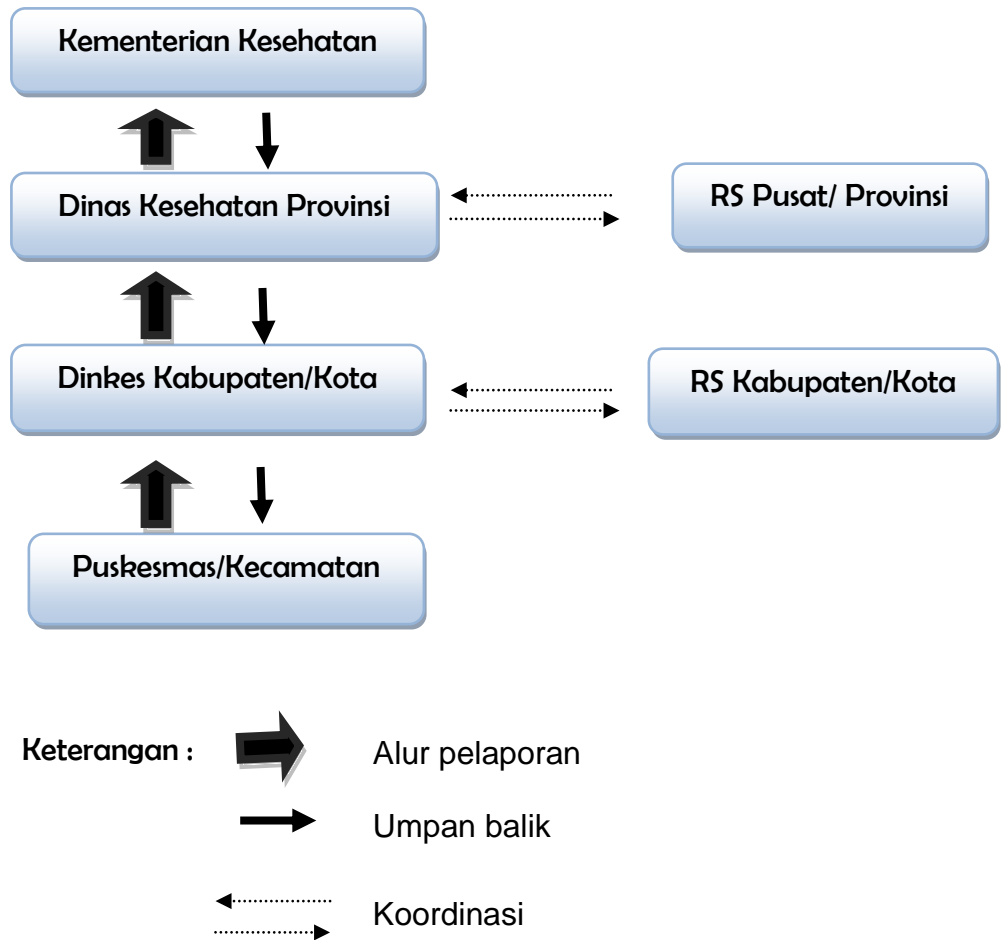 Kementerian Kesehatan
Dinas Kesehatan Provinsi
RS Pusat/ Provinsi
Dinkes Kabupaten/Kota
RS Kabupaten/Kota
Puskesmas/Kecamatan
Keterangan :
Alur pelaporan
Umpan balik
Koordinasi